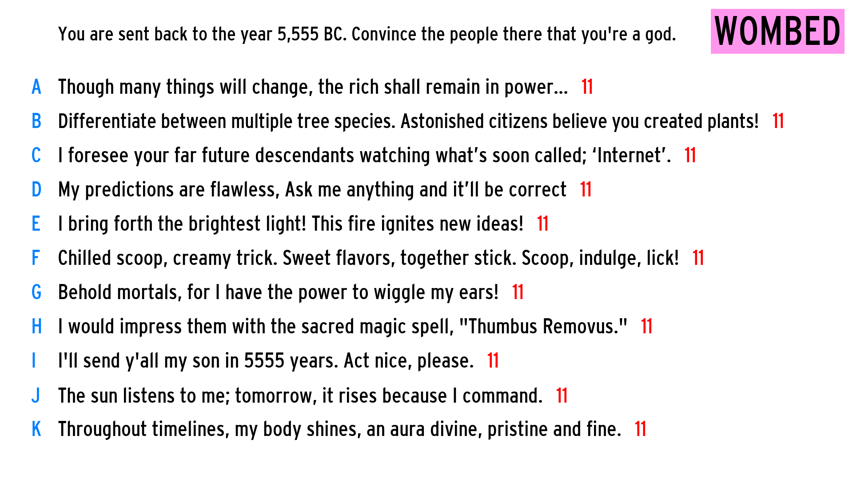 You are sent back to the year 5,555 BC. Convince the people there that you're a god.
WOMBED
A Though many things will change, the rich shall remain in power... 11
B Differentiate between multiple tree species. Astonished citizens believe you created plants! 11
C I foresee your far future descendants watching what’s soon called; ‘Internet’. 11
D My predictions are flawless, Ask me anything and it’ll be correct 11
E I bring forth the brightest light! This fire ignites new ideas! 11
F Chilled scoop, creamy trick. Sweet flavors, together stick. Scoop, indulge, lick! 11
G Behold mortals, for I have the power to wiggle my ears! 11
H I would impress them with the sacred magic spell, "Thumbus Removus." 11
I I'll send y'all my son in 5555 years. Act nice, please. 11
J The sun listens to me; tomorrow, it rises because I command. 11
K Throughout timelines, my body shines, an aura divine, pristine and fine. 11